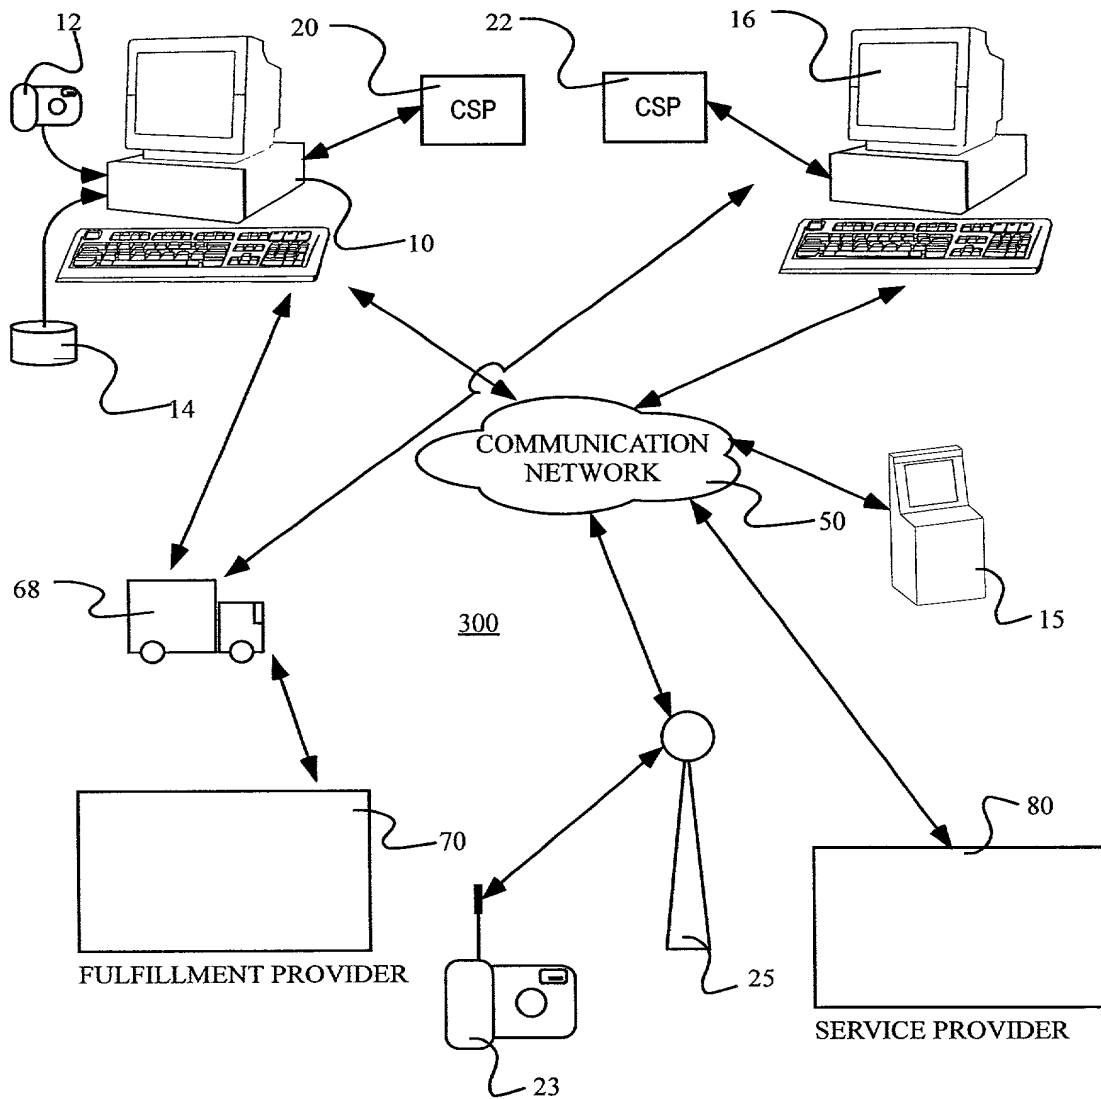 12
20
22
16
CSP
CSP
10
14
COMMUNICATION
NETWORK
50
68
300
15
70
80
FULFILLMENT PROVIDER
25
SERVICE PROVIDER
23